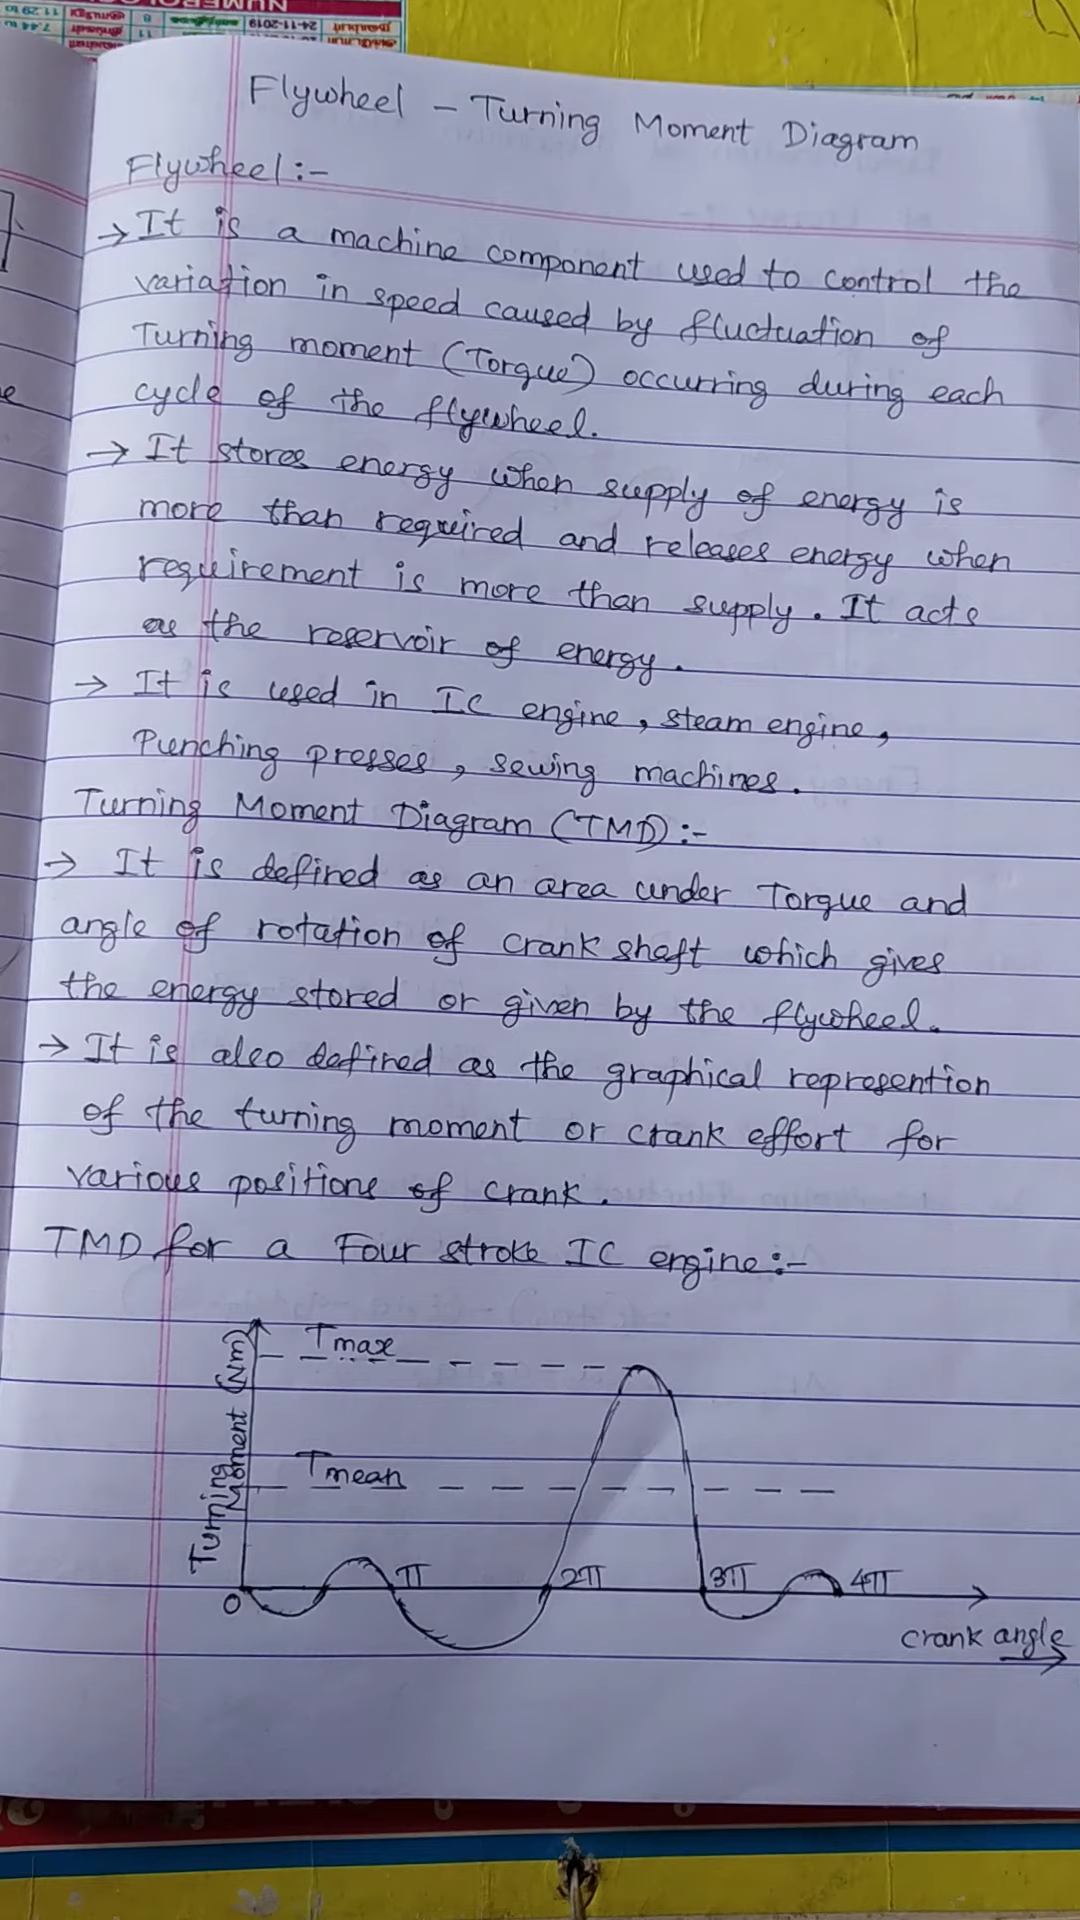 Flywheel - Turning Moment Diagram
Flywheel :-
→ It is a machine component used to control the
variation in speed caused by fluctuation of
Turning moment (Torque) occurring during each
cycle of the flywheel.
→ It stores energy when supply of energy is
more than required and releases energy when
requirement is more than supply. It acts
as the reservoir of energy.
→ It is used in IC engine, steam engine,
Punching presses, sewing machines.
Turning Moment Diagram (TMD) :-
→ It is defined as an area under Torque and
angle of rotation of crank shaft which gives
the energy stored or given by the flywheel.
→ It is also defined as the graphical represention
of the turning moment or crank effort for
various positions of crank.
TMD for a Four stroke IC engine :-
Turning Moment (Nm)
Tmax
Tmean
0 π 2π 3π 4π
crank angle
24-11-2019